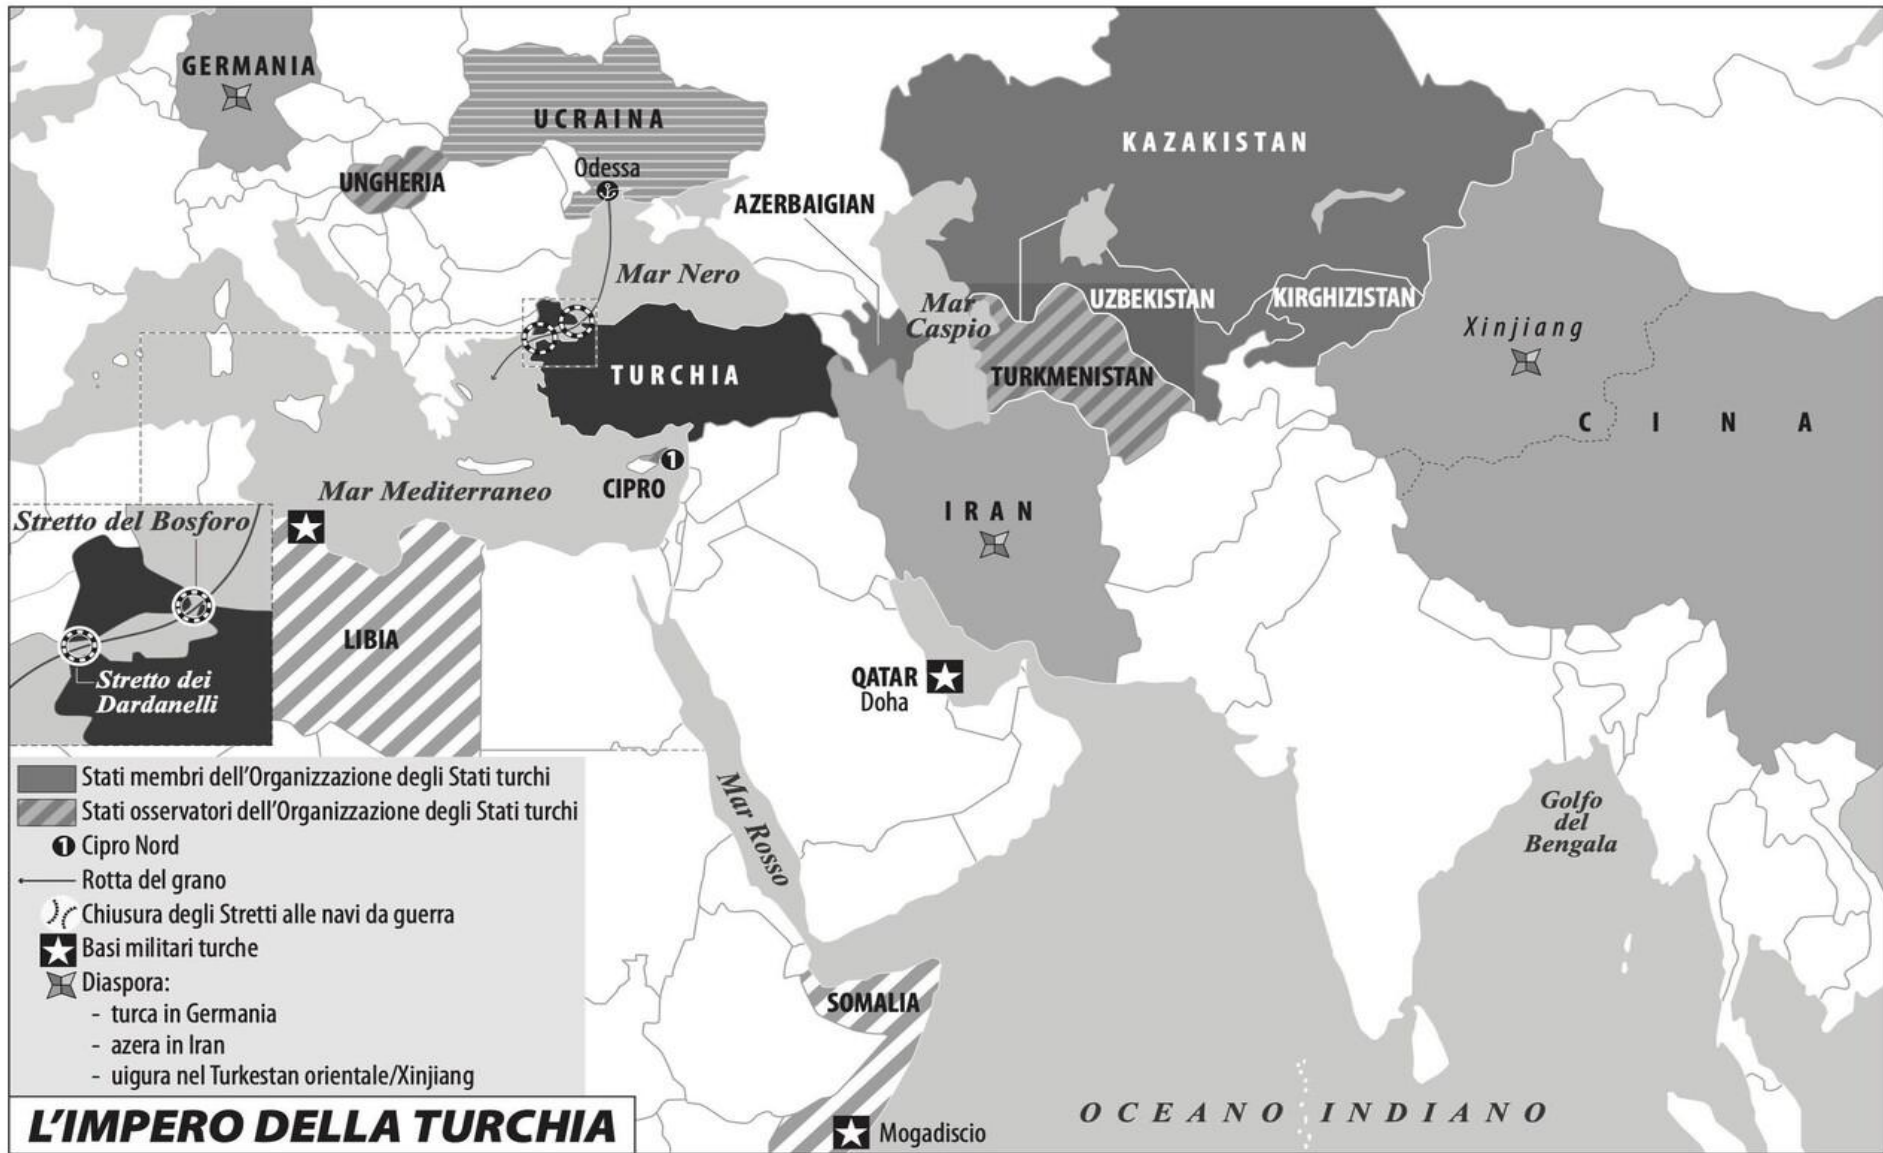 GERMANIA
UCRAINA
Odessa
UNGHERIA
KAZAKISTAN
AZERBAIGIAN
Mar Nero
Mar
Caspio
UZBEKISTAN
KIRGHIZISTAN
Xinjiang
TURCHIA
TURKMENISTAN
CINA
1
CIPRO
Mar Mediterraneo
IRAN
Stretto del Bosforo
Stretto dei
Dardanelli
LIBIA
QATAR
Doha
Mar Rosso
Golfo
del
Bengala
SOMALIA
Mogadiscio
OCEANO INDIANO
Stati membri dell'Organizzazione degli Stati turchi
Stati osservatori dell'Organizzazione degli Stati turchi
1 Cipro Nord
Rotta del grano
Chiusura degli Stretti alle navi da guerra
Basi militari turche
Diaspora:
- turca in Germania
- azera in Iran
- uigura nel Turkestan orientale/Xinjiang
L'IMPERO DELLA TURCHIA